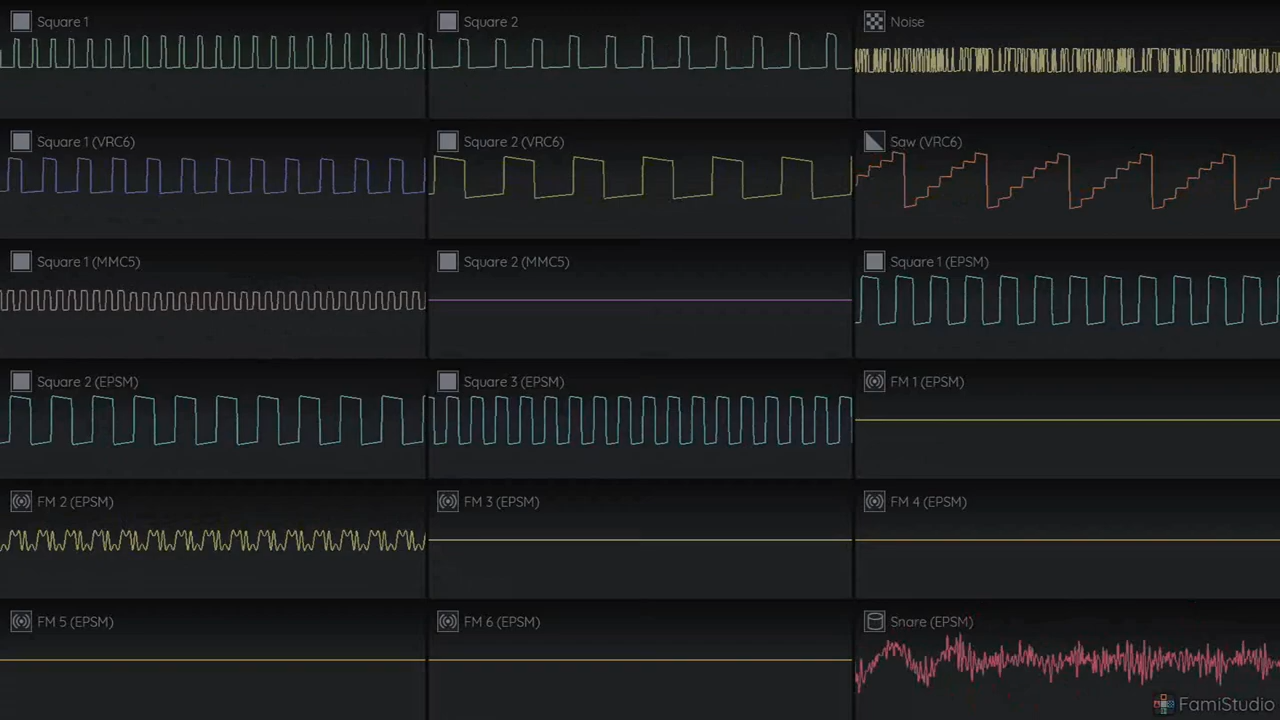 Square 1
Square 2
Noise
Square 1 (VRC6)
Square 2 (VRC6)
Saw (VRC6)
Square 1 (MMC5)
Square 2 (MMC5)
Square 1 (EPSM)
Square 2 (EPSM)
Square 3 (EPSM)
FM 1 (EPSM)
FM 2 (EPSM)
FM 3 (EPSM)
FM 4 (EPSM)
FM 5 (EPSM)
FM 6 (EPSM)
Snare (EPSM)
FamiStudio